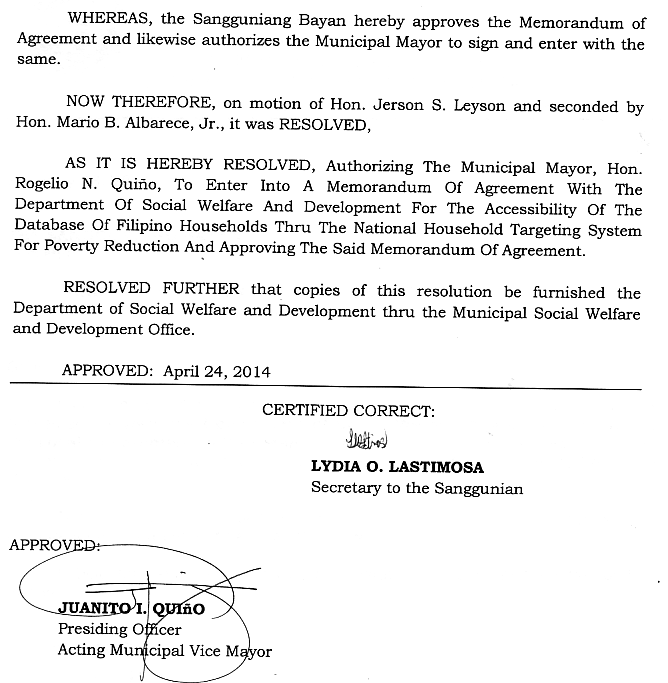 WHEREAS, the Sangguniang Bayan hereby approves the Memorandum of
Agreement and likewise authorizes the Municipal Mayor to sign and enter with the
same.
NOW THEREFORE, on motion of Hon. Jerson S. Leyson and seconded by
Hon. Mario B. Albarece, Jr., it was RESOLVED,
AS IT IS HEREBY RESOLVED, Authorizing The Municipal Mayor, Hon.
Rogelio N. Quiño, To Enter Into A Memorandum Of Agreement With The
Department Of Social Welfare And Development For The Accessibility Of The
Database Of Filipino Households Thru The National Household Targeting System
For Poverty Reduction And Approving The Said Memorandum Of Agreement.
RESOLVED FURTHER that copies of this resolution be furnished the
Department of Social Welfare and Development thru the Municipal Social Welfare
and Development Office.
APPROVED: April 24, 2014
CERTIFIED CORRECT:
LYDIA O. LASTIMOSA
Secretary to the Sanggunian
APPROVED:
JUANITO I. QUIñO
Presiding Officer
Acting Municipal Vice Mayor